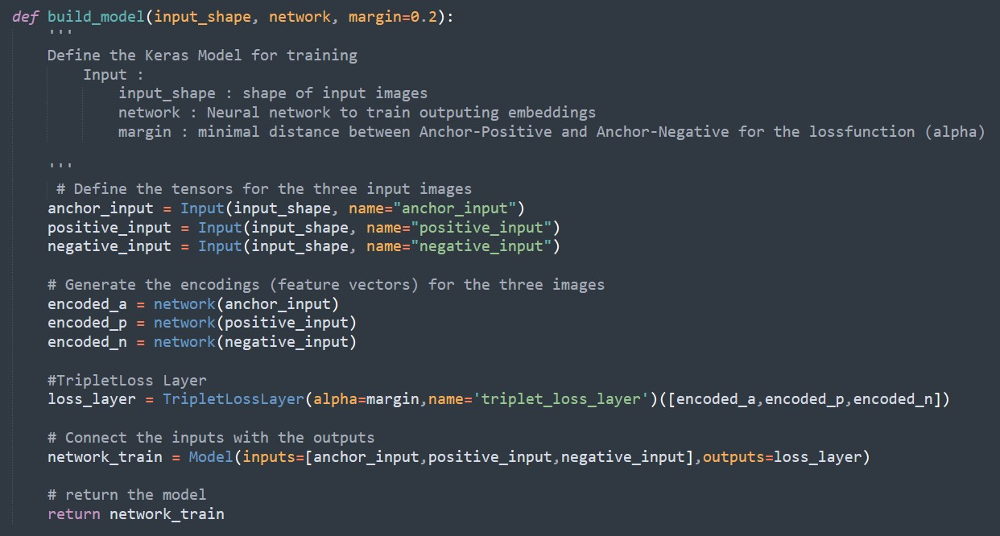 def build_model(input_shape, network, margin=0.2):
    '''
    Define the Keras Model for training
        Input :
            input_shape : shape of input images
            network : Neural network to train outputing embeddings
            margin : minimal distance between Anchor-Positive and Anchor-Negative for the lossfunction (alpha)

    '''
     # Define the tensors for the three input images
    anchor_input = Input(input_shape, name="anchor_input")
    positive_input = Input(input_shape, name="positive_input")
    negative_input = Input(input_shape, name="negative_input")

    # Generate the encodings (feature vectors) for the three images
    encoded_a = network(anchor_input)
    encoded_p = network(positive_input)
    encoded_n = network(negative_input)

    #TripletLoss Layer
    loss_layer = TripletLossLayer(alpha=margin,name='triplet_loss_layer')([encoded_a,encoded_p,encoded_n])

    # Connect the inputs with the outputs
    network_train = Model(inputs=[anchor_input,positive_input,negative_input],outputs=loss_layer)

    # return the model
    return network_train